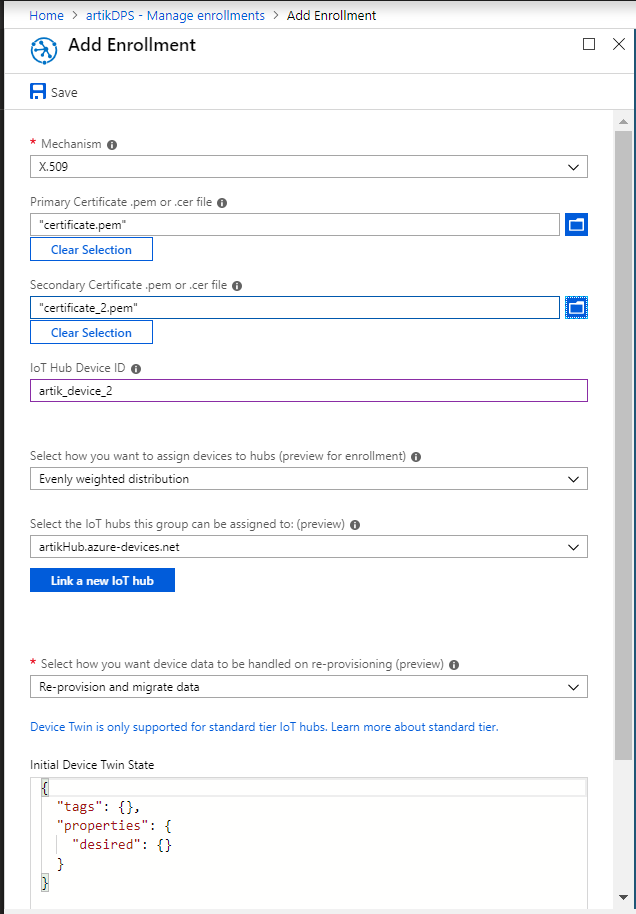 Home > artikDPS - Manage enrollments > Add Enrollment
Add Enrollment
Save
* Mechanism
X.509
Primary Certificate .pem or .cer file
"certificate.pem"
Clear Selection
Secondary Certificate .pem or .cer file
"certificate_2.pem"
Clear Selection
IoT Hub Device ID
artik_device_2
Select how you want to assign devices to hubs (preview for enrollment)
Evenly weighted distribution
Select the IoT hubs this group can be assigned to: (preview)
artikHub.azure-devices.net
Link a new IoT hub
* Select how you want device data to be handled on re-provisioning (preview)
Re-provision and migrate data
Device Twin is only supported for standard tier IoT hubs. Learn more about standard tier.
Initial Device Twin State
{
  "tags": {},
  "properties": {
    "desired": {}
  }
}